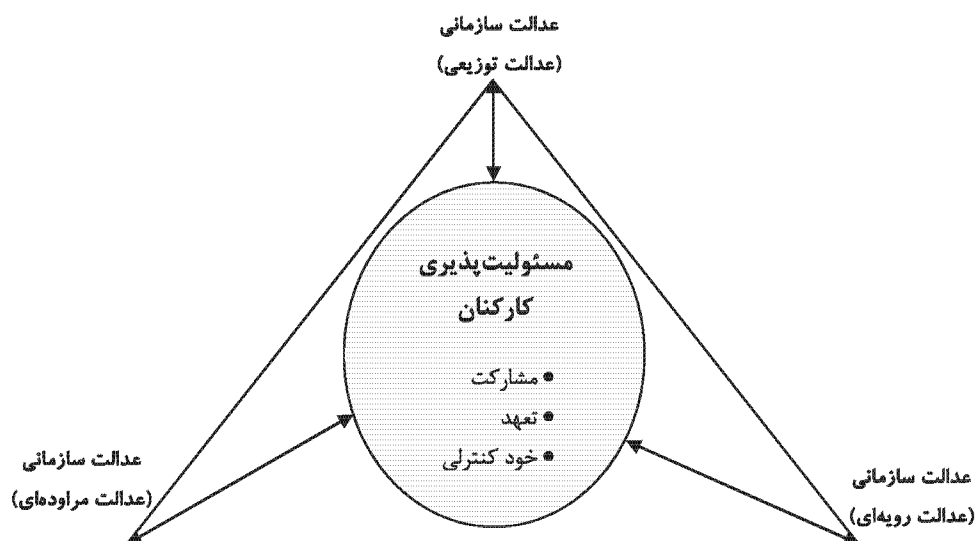 عدالت سازمانی
(عدالت توزیعی)
مسئولیت‌پذیری
کارکنان
• مشارکت
• تعهد
• خود کنترلی
عدالت سازمانی
(عدالت رویه‌ای)
عدالت سازمانی
(عدالت مراوده‌ای)